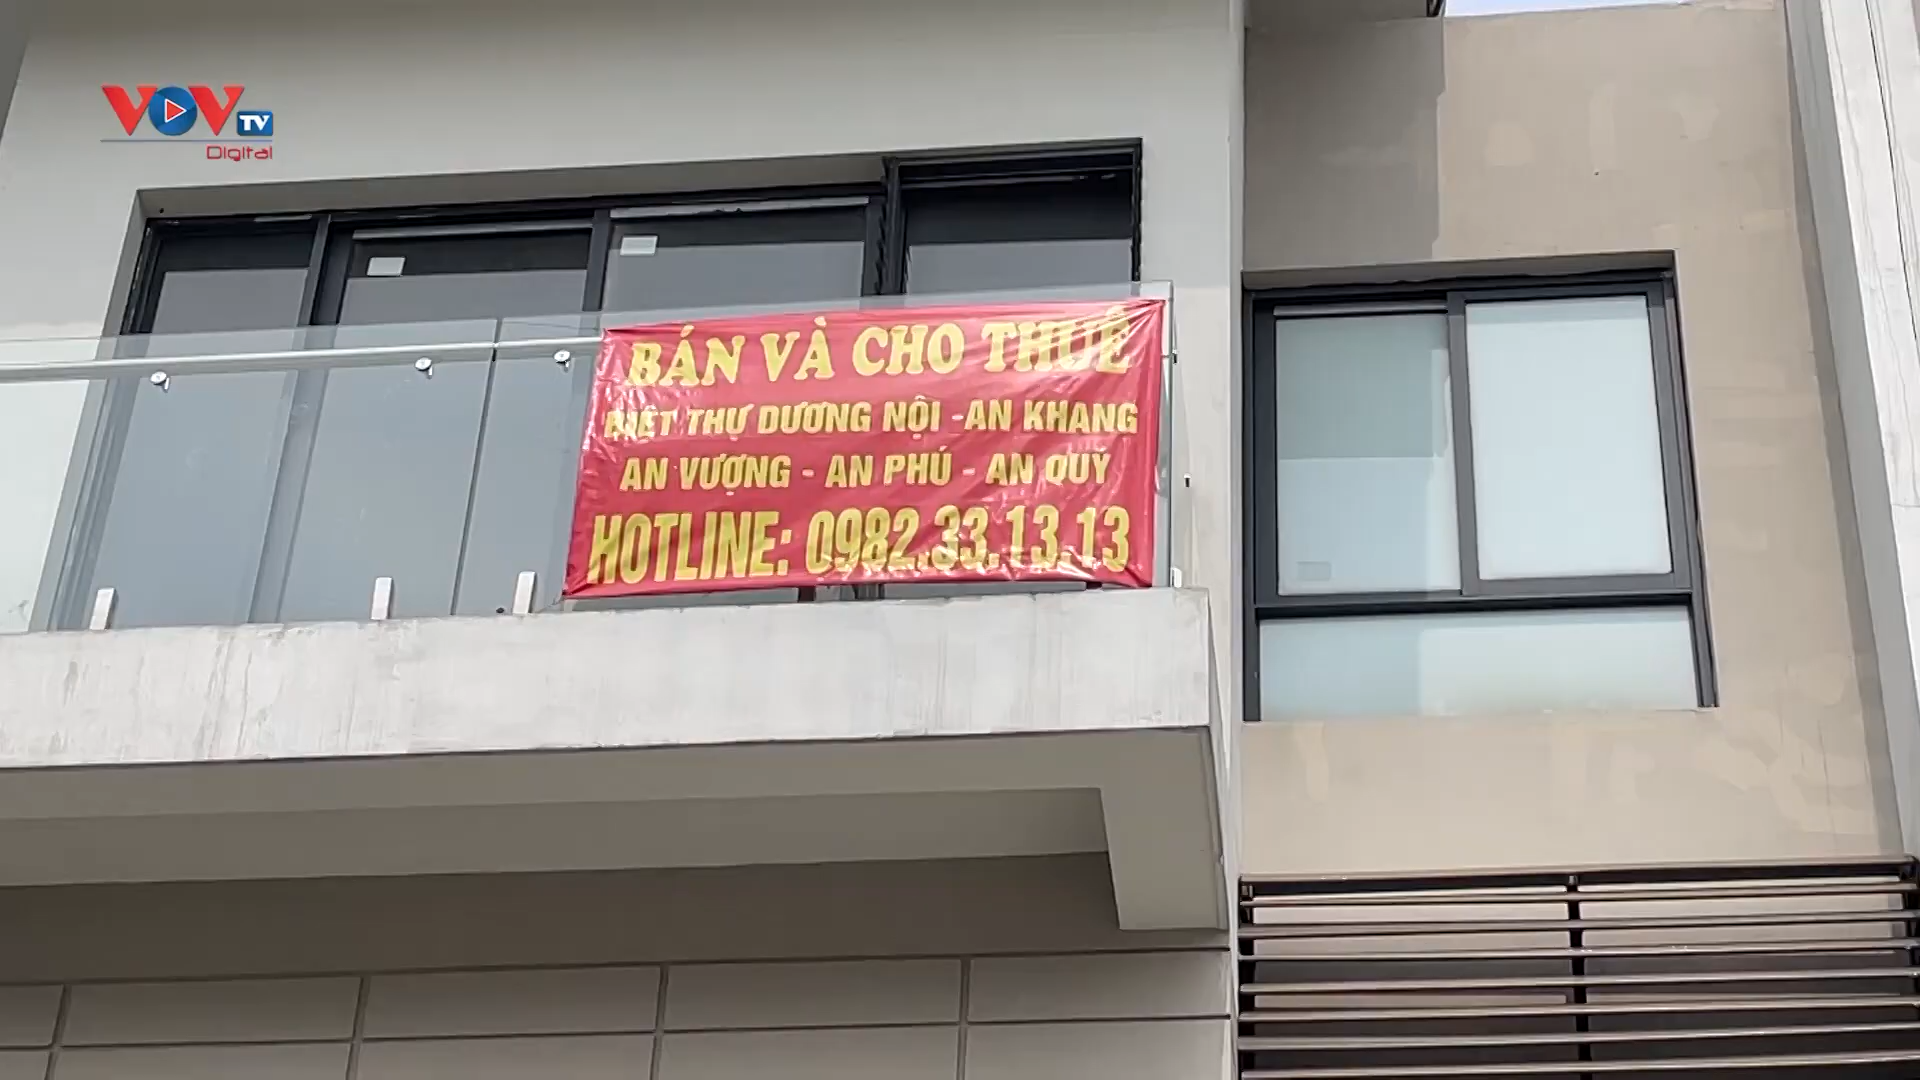 VOV TV
Digital
BÁN VÀ CHO THUÊ
BIỆT THỰ DƯƠNG NỘI - AN KHANG
AN VƯỢNG - AN PHÚ - AN QUÝ
HOTLINE: 0982.33.13.13